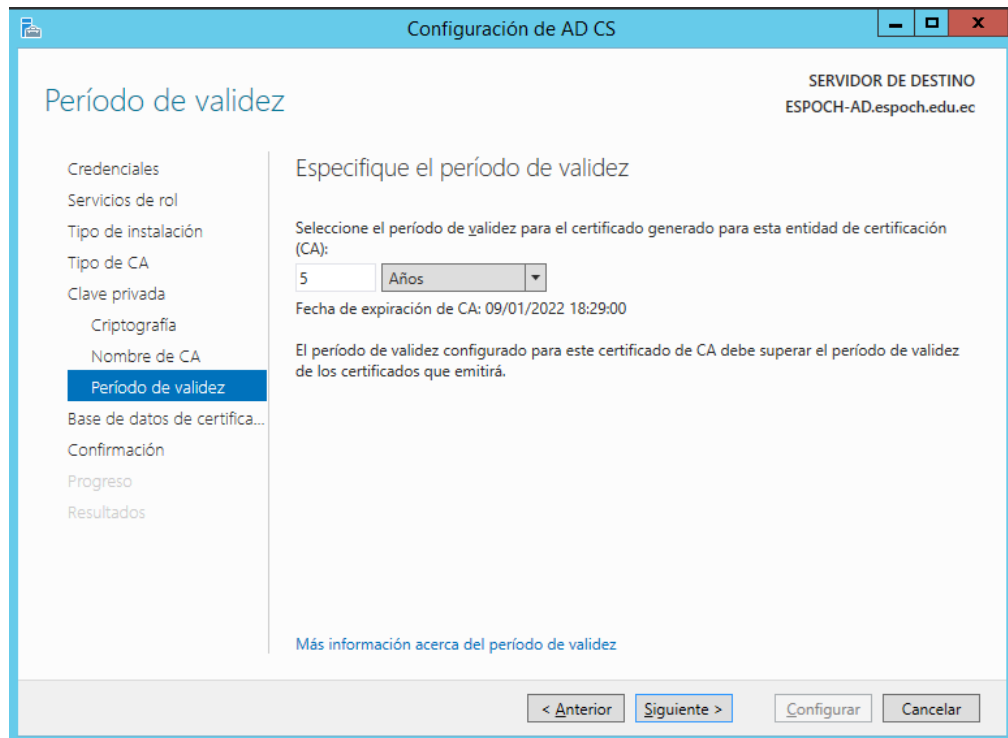 Configuración de AD CS
Período de validez
SERVIDOR DE DESTINO
ESPOCH-AD.espoch.edu.ec
Credenciales
Servicios de rol
Tipo de instalación
Tipo de CA
Clave privada
Criptografía
Nombre de CA
Período de validez
Base de datos de certifica...
Confirmación
Progreso
Resultados
Especifique el período de validez
Seleccione el período de validez para el certificado generado para esta entidad de certificación
(CA):
5 Años
Fecha de expiración de CA: 09/01/2022 18:29:00
El período de validez configurado para este certificado de CA debe superar el período de validez
de los certificados que emitirá.
Más información acerca del período de validez
< Anterior Siguiente > Configurar Cancelar